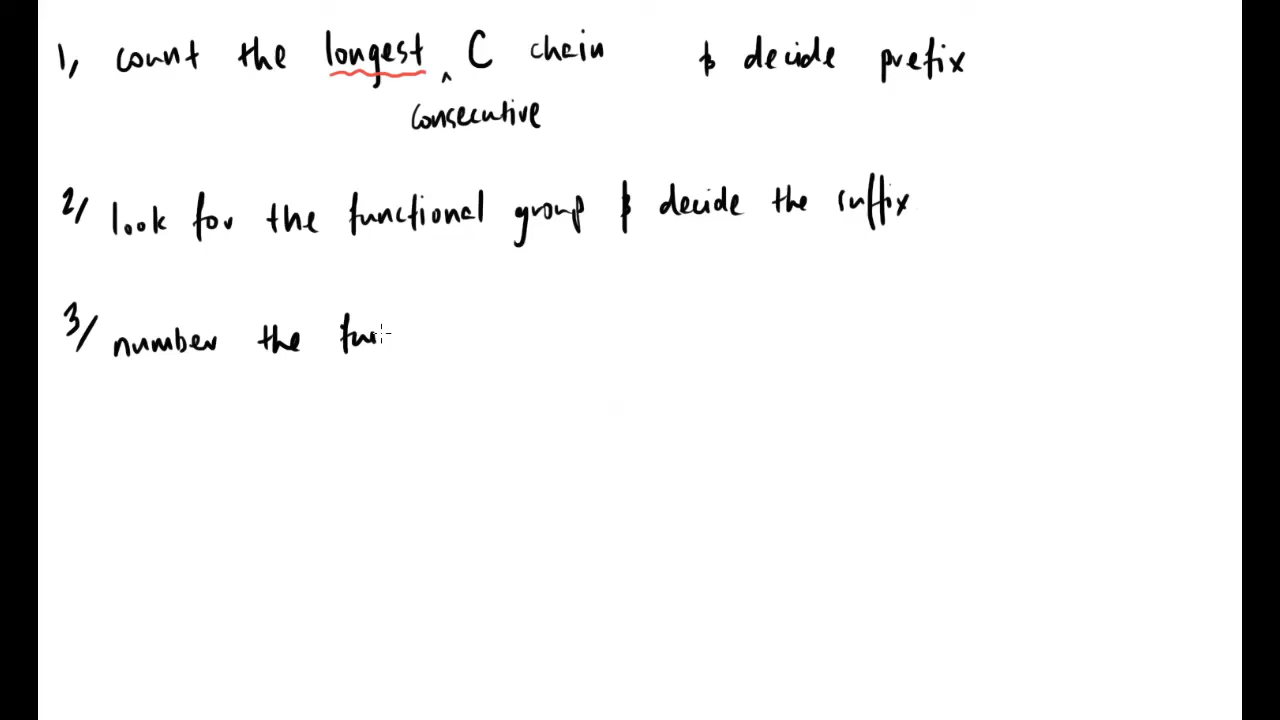 1, count the longest ^ C chain & decide prefix
consecutive
2/ look for the functional group & decide the suffix
3/ number the fun